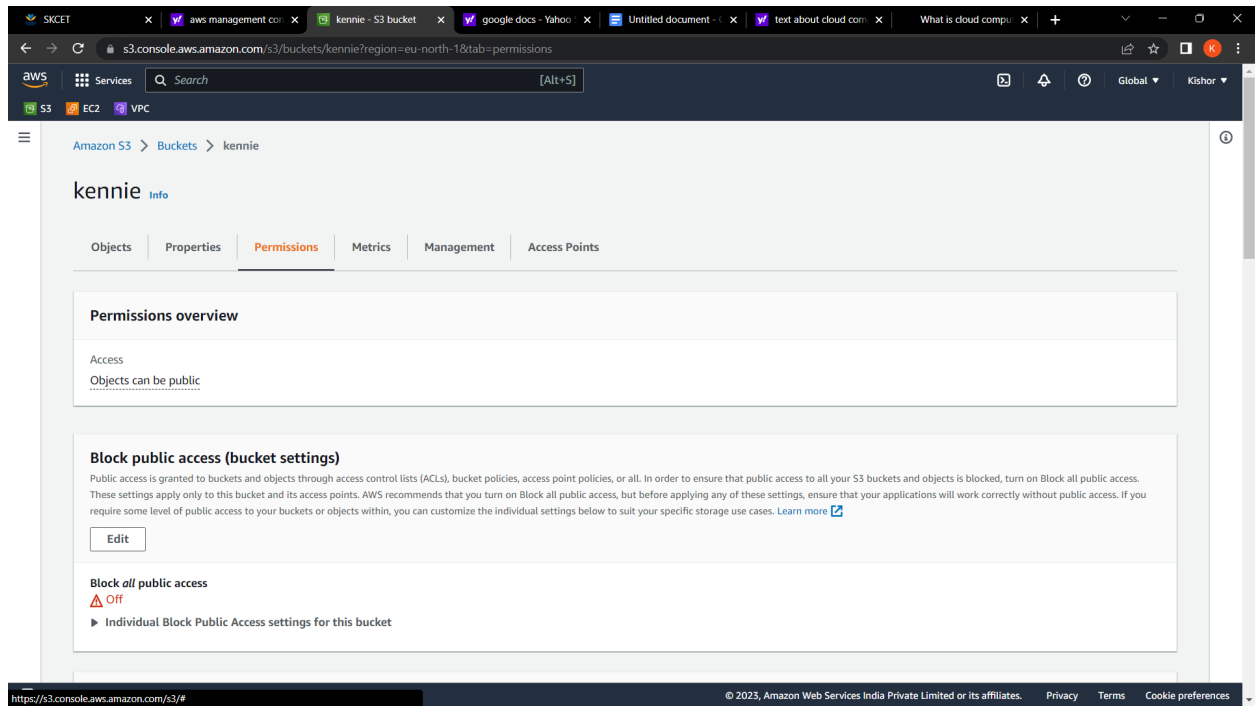 SKCET
aws management con
kennie - S3 bucket
google docs - Yahoo
Untitled document - G
text about cloud com
What is cloud comput
s3.console.aws.amazon.com/s3/buckets/kennie?region=eu-north-1&tab=permissions
K
aws
Services
Search
[Alt+S]
Global
Kishor
S3
EC2
VPC
Amazon S3 > Buckets > kennie
kennie Info
Objects
Properties
Permissions
Metrics
Management
Access Points
Permissions overview
Access
Objects can be public
Block public access (bucket settings)
Public access is granted to buckets and objects through access control lists (ACLs), bucket policies, access point policies, or all. In order to ensure that public access to all your S3 buckets and objects is blocked, turn on Block all public access.
These settings apply only to this bucket and its access points. AWS recommends that you turn on Block all public access, but before applying any of these settings, ensure that your applications will work correctly without public access. If you
require some level of public access to your buckets or objects within, you can customize the individual settings below to suit your specific storage use cases. Learn more
Edit
Block all public access
Off
Individual Block Public Access settings for this bucket
https://s3.console.aws.amazon.com/s3/#
© 2023, Amazon Web Services India Private Limited or its affiliates.
Privacy
Terms
Cookie preferences